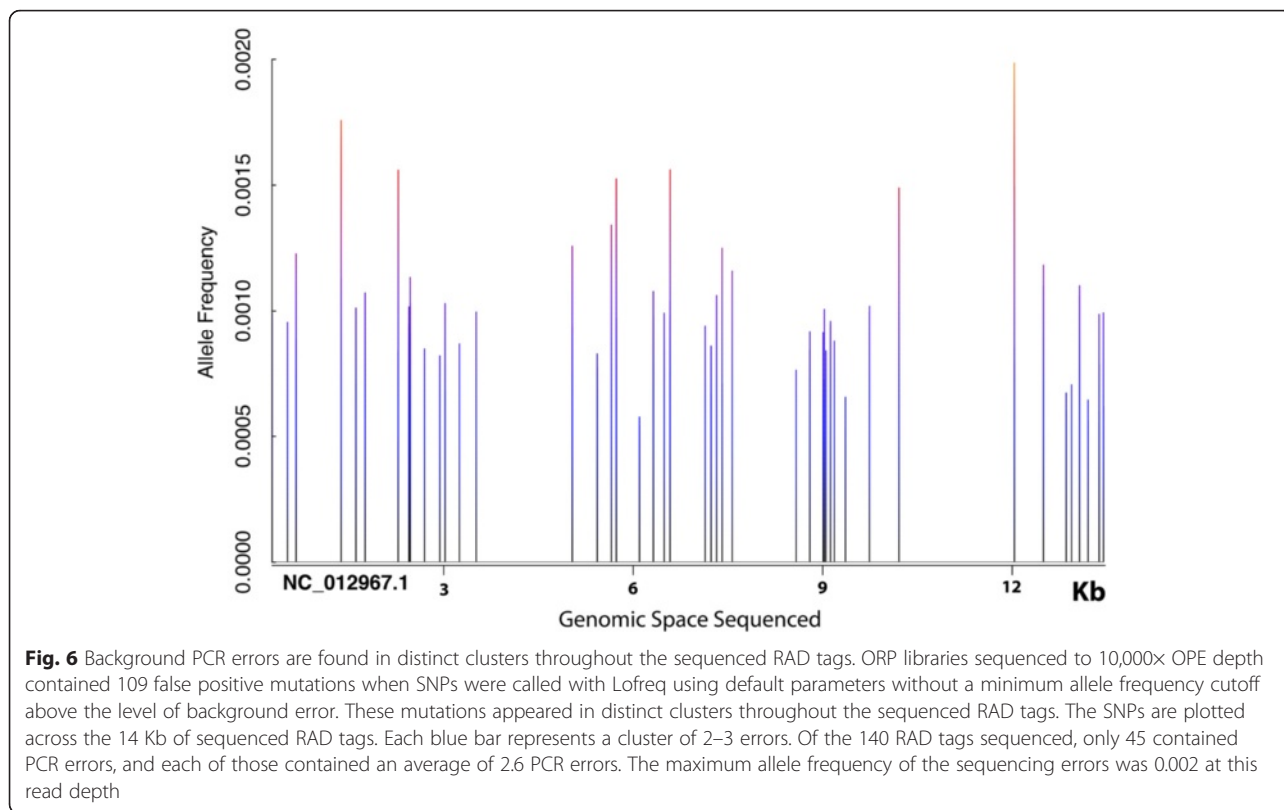 0.0020
0.0015
0.0010
0.0005
0.0000
Allele Frequency
NC_012967.1 3 6 9 12 Kb
Genomic Space Sequenced
Fig. 6 Background PCR errors are found in distinct clusters throughout the sequenced RAD tags. ORP libraries sequenced to 10,000× OPE depth
contained 109 false positive mutations when SNPs were called with Lofreq using default parameters without a minimum allele frequency cutoff
above the level of background error. These mutations appeared in distinct clusters throughout the sequenced RAD tags. The SNPs are plotted
across the 14 Kb of sequenced RAD tags. Each blue bar represents a cluster of 2–3 errors. Of the 140 RAD tags sequenced, only 45 contained
PCR errors, and each of those contained an average of 2.6 PCR errors. The maximum allele frequency of the sequencing errors was 0.002 at this
read depth